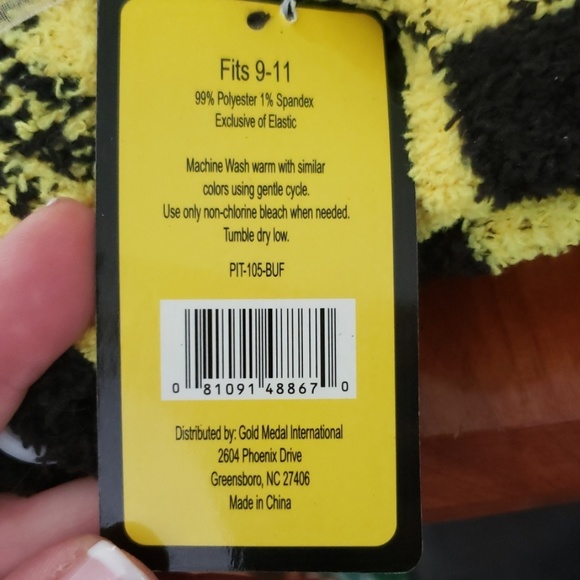 Fits 9-11
99% Polyester 1% Spandex
Exclusive of Elastic
Machine Wash warm with similar
colors using gentle cycle.
Use only non-chlorine bleach when needed.
Tumble dry low.
PIT-105-BUF
0 81091 48867 0
Distributed by: Gold Medal International
2604 Phoenix Drive
Greensboro, NC 27406
Made in China